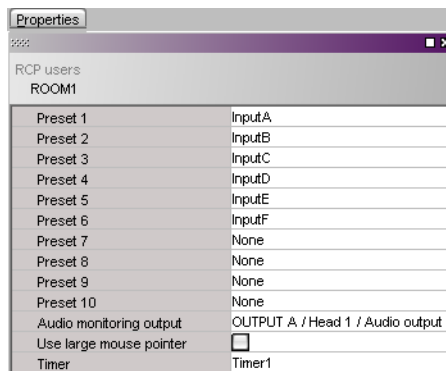 Properties
RCP users
ROOM1
Preset 1 InputA
Preset 2 InputB
Preset 3 InputC
Preset 4 InputD
Preset 5 InputE
Preset 6 InputF
Preset 7 None
Preset 8 None
Preset 9 None
Preset 10 None
Audio monitoring output OUTPUT A / Head 1 / Audio output
Use large mouse pointer
Timer Timer1